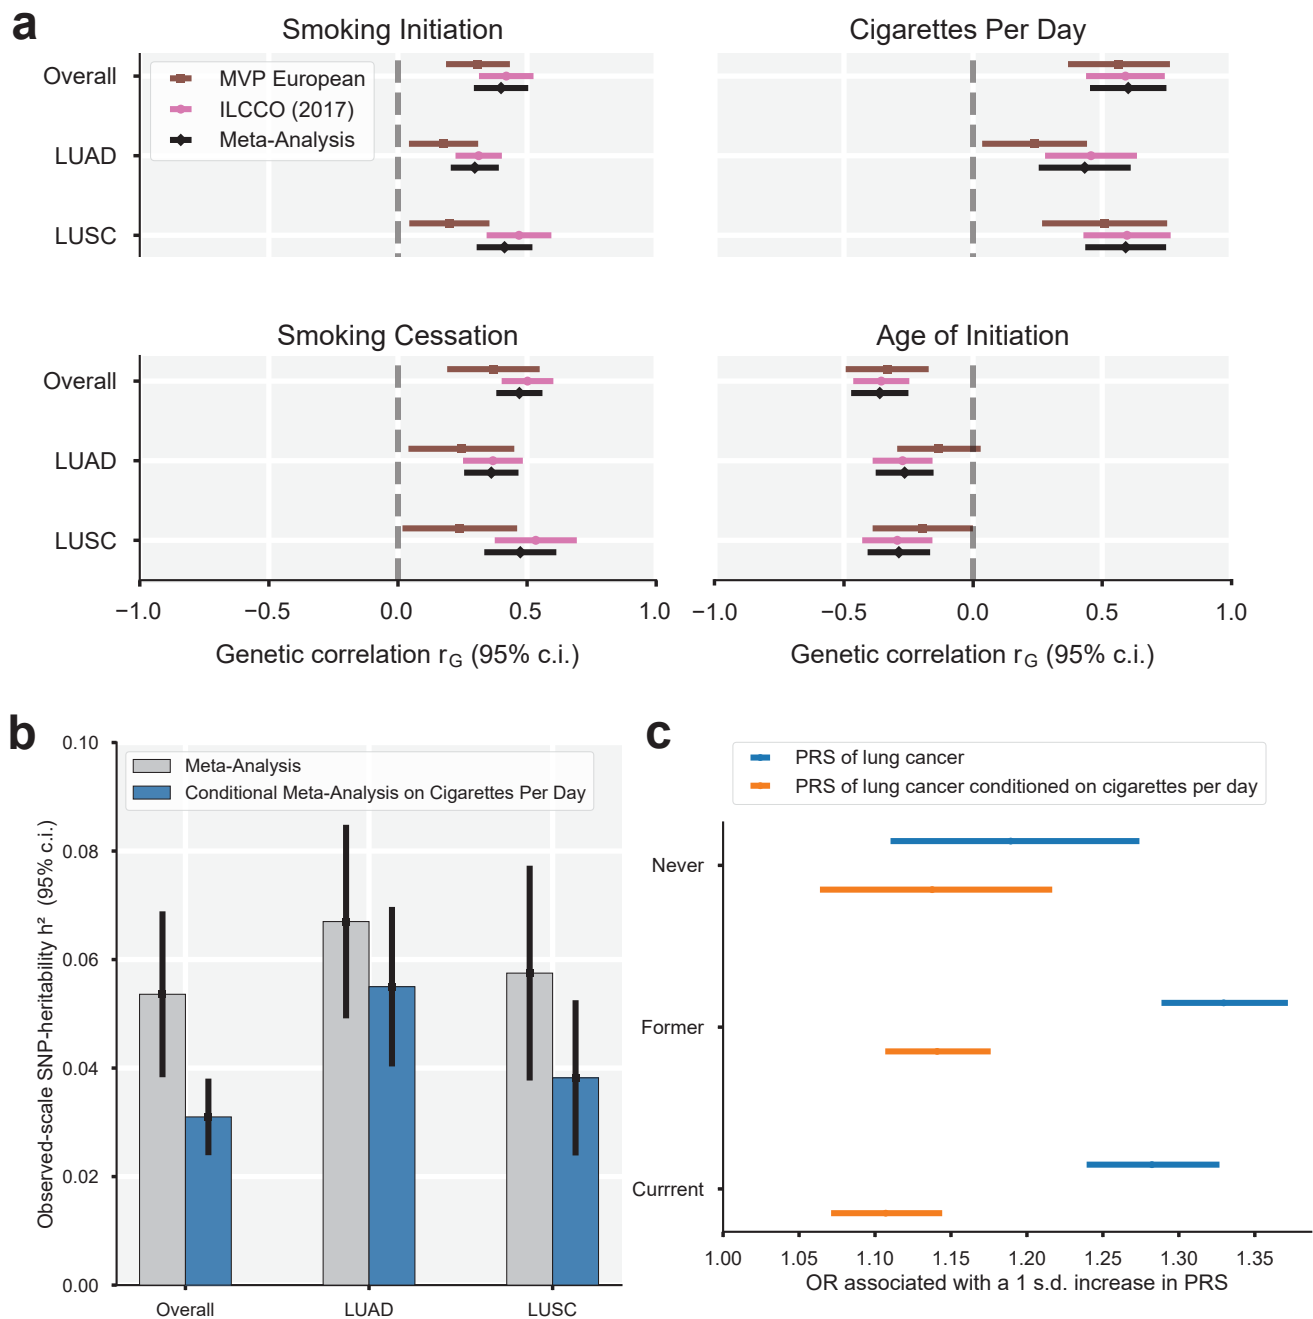 a
Smoking Initiation
Cigarettes Per Day
Overall
LUAD
LUSC
MVP European
ILCCO (2017)
Meta-Analysis
Smoking Cessation
Age of Initiation
Overall
LUAD
LUSC
−1.0 −0.5 0.0 0.5 1.0
−1.0 −0.5 0.0 0.5 1.0
Genetic correlation rG (95% c.i.)
Genetic correlation rG (95% c.i.)
b
Observed-scale SNP-heritability h² (95% c.i.)
0.10
0.08
0.06
0.04
0.02
0.00
Meta-Analysis
Conditional Meta-Analysis on Cigarettes Per Day
Overall LUAD LUSC
c
PRS of lung cancer
PRS of lung cancer conditioned on cigarettes per day
Never
Former
Currrent
1.00 1.05 1.10 1.15 1.20 1.25 1.30 1.35
OR associated with a 1 s.d. increase in PRS